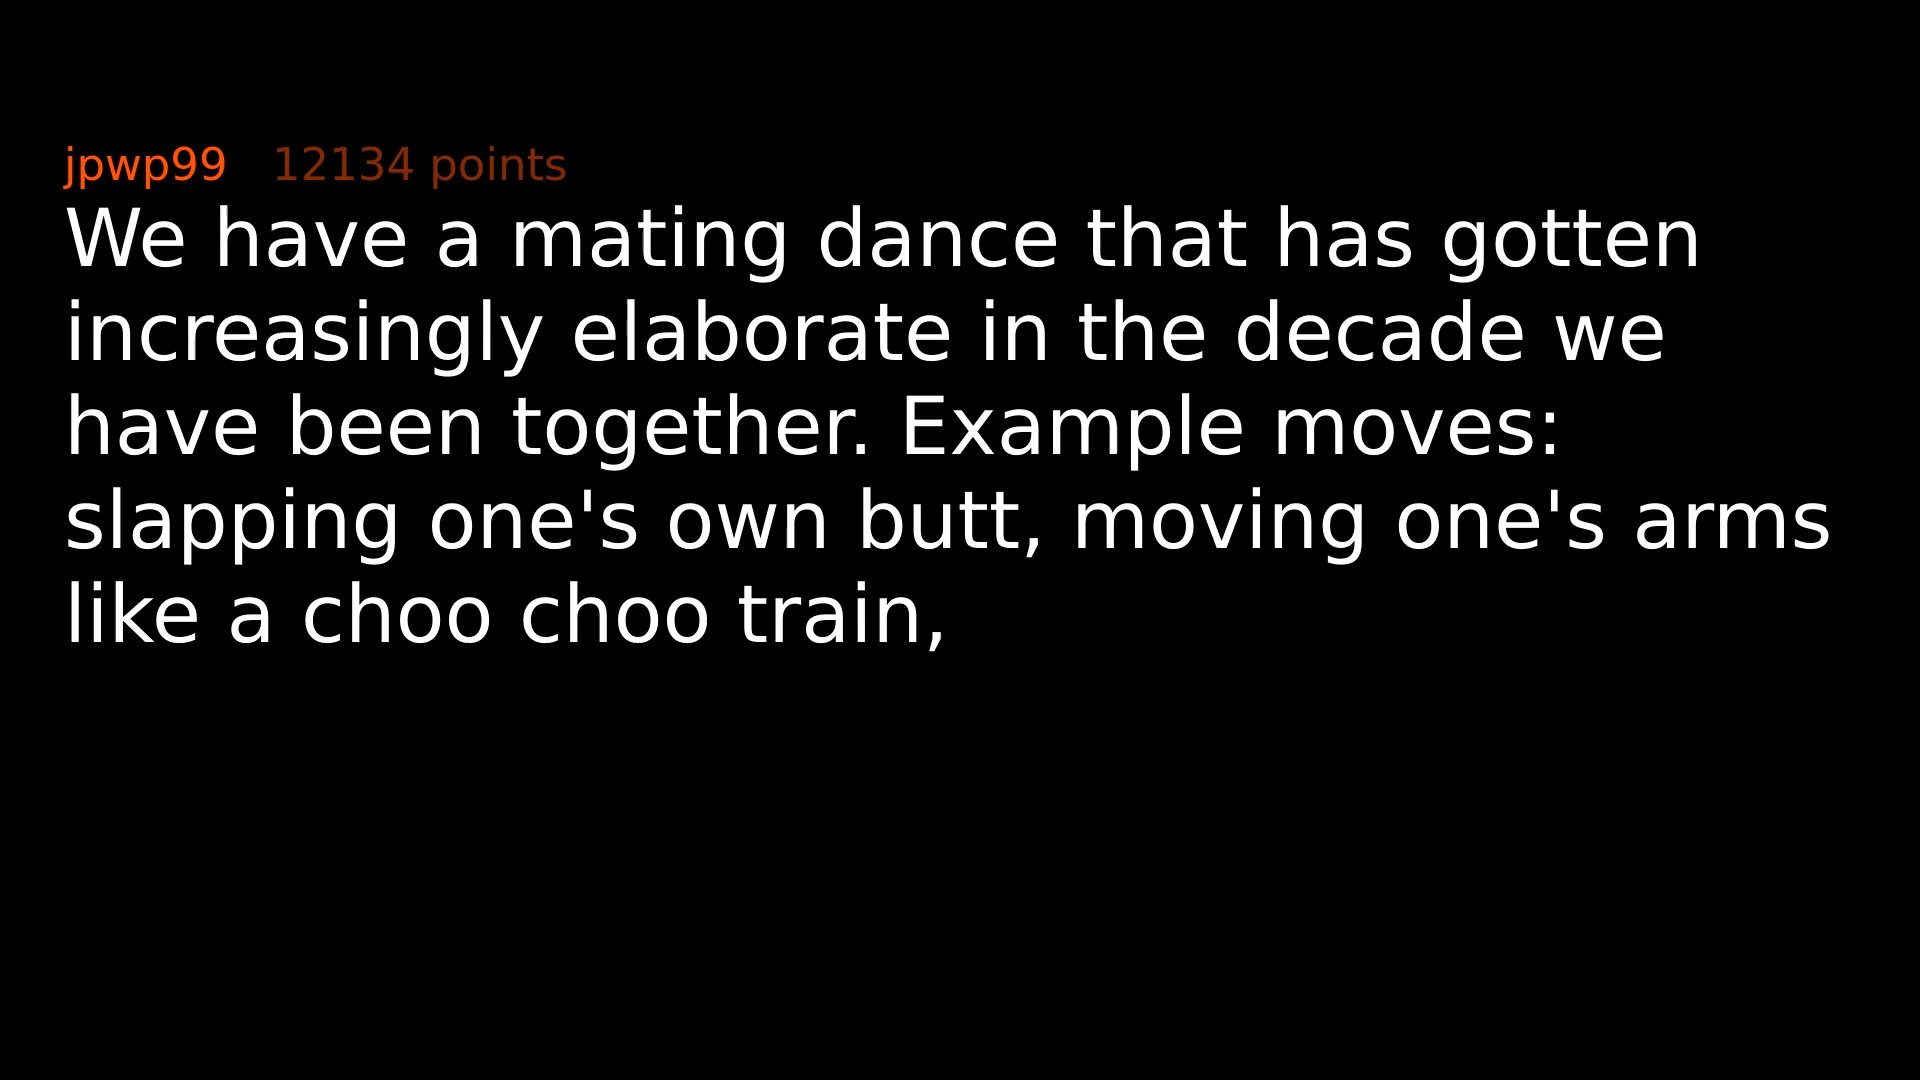 jpwp99 12134 points
We have a mating dance that has gotten
increasingly elaborate in the decade we
have been together. Example moves:
slapping one's own butt, moving one's arms
like a choo choo train,